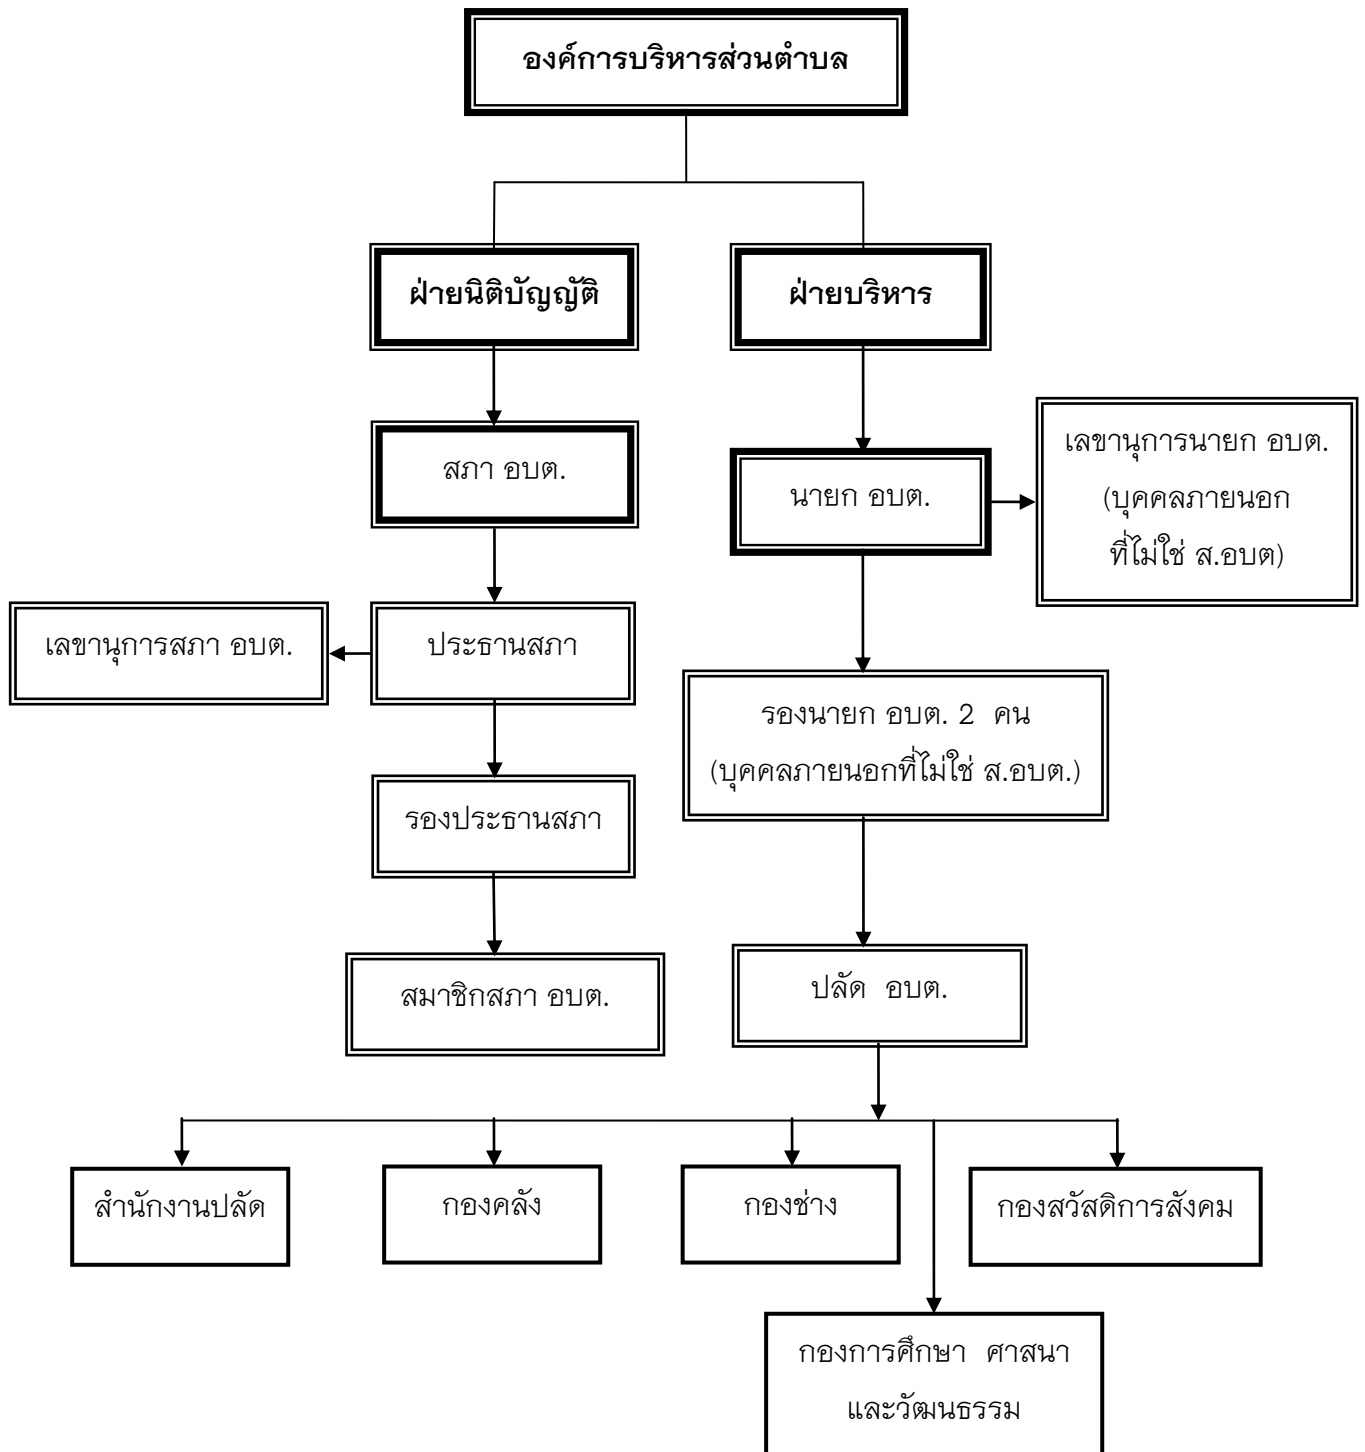 องค์การบริหารส่วนตำบล
ฝ่ายนิติบัญญัติ
ฝ่ายบริหาร
สภา อบต.
นายก อบต.
เลขานุการนายก อบต.
(บุคคลภายนอก
ที่ไม่ใช่ ส.อบต)
เลขานุการสภา อบต.
ประธานสภา
รองนายก อบต. 2 คน
(บุคคลภายนอกที่ไม่ใช่ ส.อบต.)
รองประธานสภา
สมาชิกสภา อบต.
ปลัด อบต.
สำนักงานปลัด
กองคลัง
กองช่าง
กองสวัสดิการสังคม
กองการศึกษา ศาสนา
และวัฒนธรรม